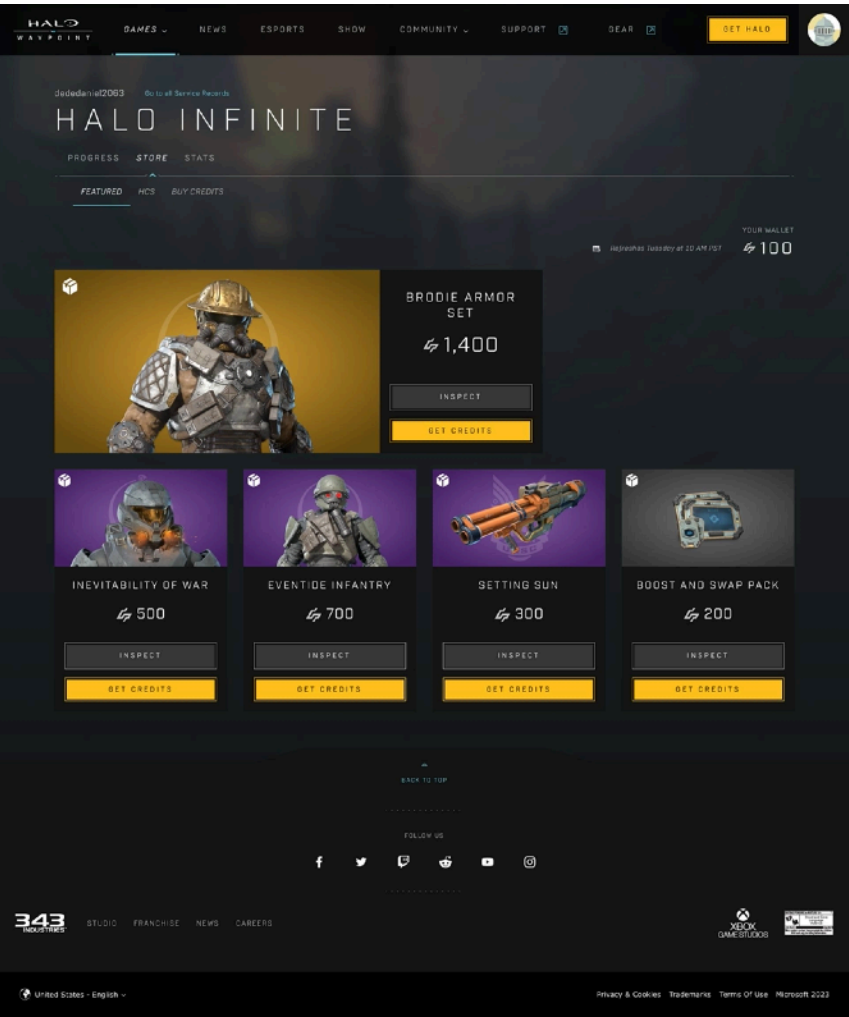 HALO
WAYPOINT
GAMES
NEWS
ESPORTS
SHOW
COMMUNITY
SUPPORT
GEAR
GET HALO
dededaniel2063
Go to all Service Records
HALO INFINITE
PROGRESS
STORE
STATS
FEATURED
HCS
BUY CREDITS
YOUR WALLET
Refreshes Tuesday at 10 AM PST
100
BRODIE ARMOR
SET
1,400
INSPECT
GET CREDITS
INEVITABILITY OF WAR
500
INSPECT
GET CREDITS
EVENTIDE INFANTRY
700
INSPECT
GET CREDITS
SETTING SUN
300
INSPECT
GET CREDITS
BOOST AND SWAP PACK
200
INSPECT
GET CREDITS
BACK TO TOP
FOLLOW US
343
INDUSTRIES
STUDIO
FRANCHISE
NEWS
CAREERS
XBOX
GAME STUDIOS
United States - English
Privacy & Cookies
Trademarks
Terms Of Use
Microsoft 2023